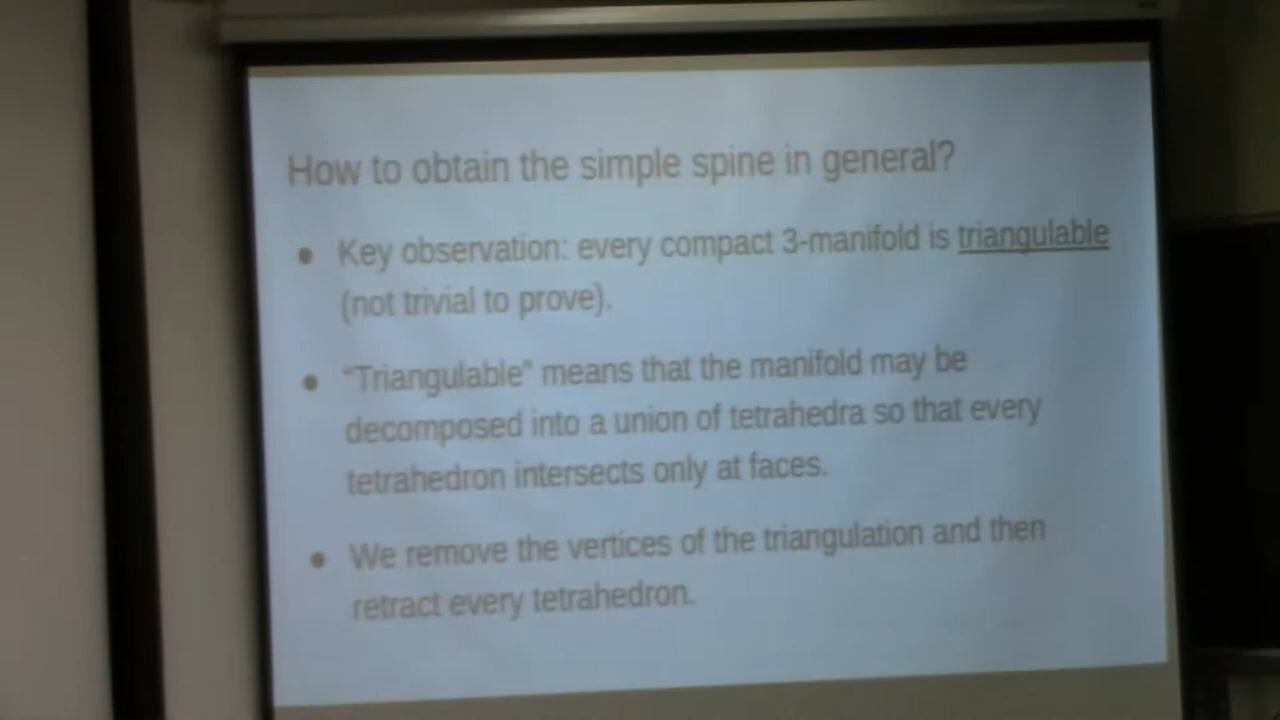 How to obtain the simple spine in general?
● Key observation: every compact 3-manifold is triangulable
(not trivial to prove).
● “Triangulable” means that the manifold may be
decomposed into a union of tetrahedra so that every
tetrahedron intersects only at faces.
● We remove the vertices of the triangulation and then
retract every tetrahedron.